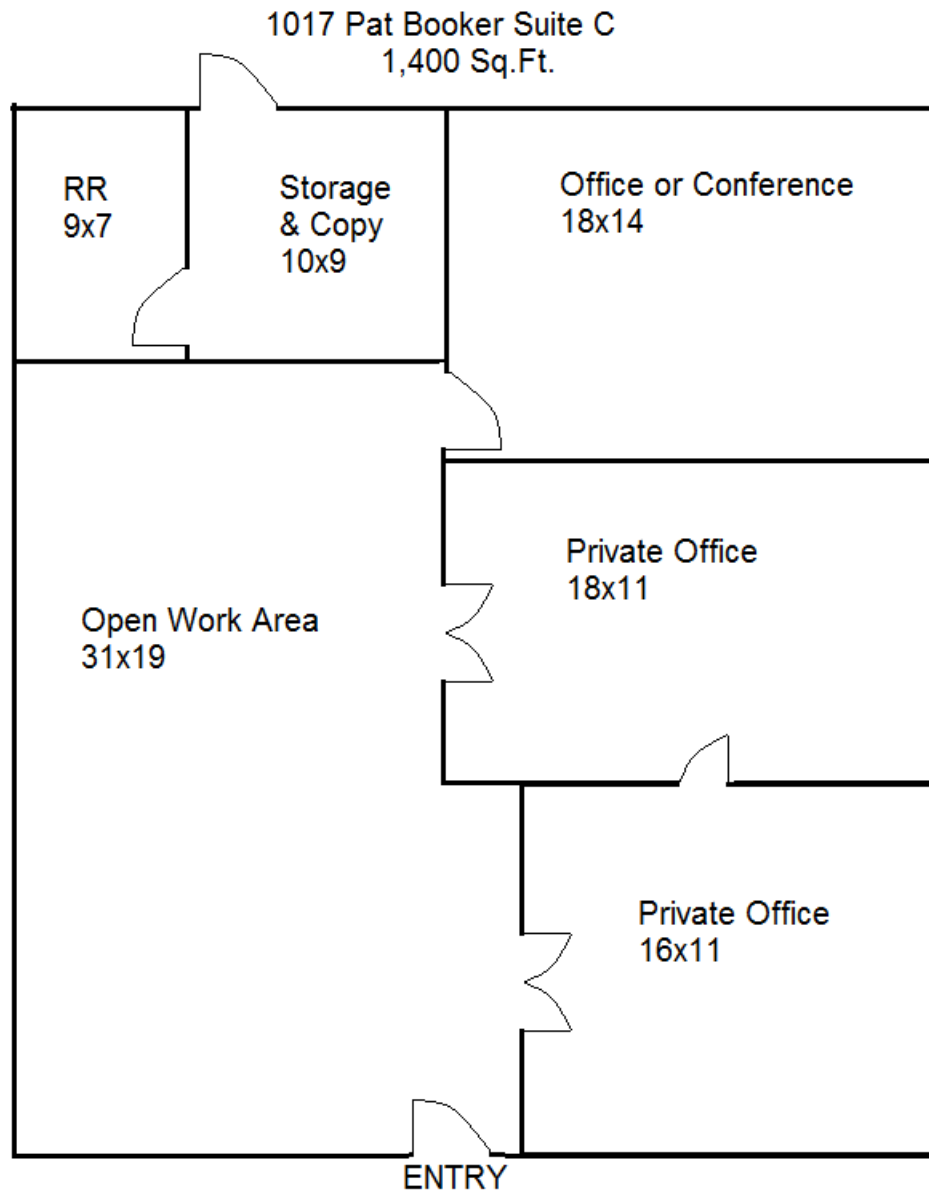 1017 Pat Booker Suite C
1,400 Sq.Ft.
RR
9x7
Storage
& Copy
10x9
Office or Conference
18x14
Private Office
18x11
Open Work Area
31x19
Private Office
16x11
ENTRY